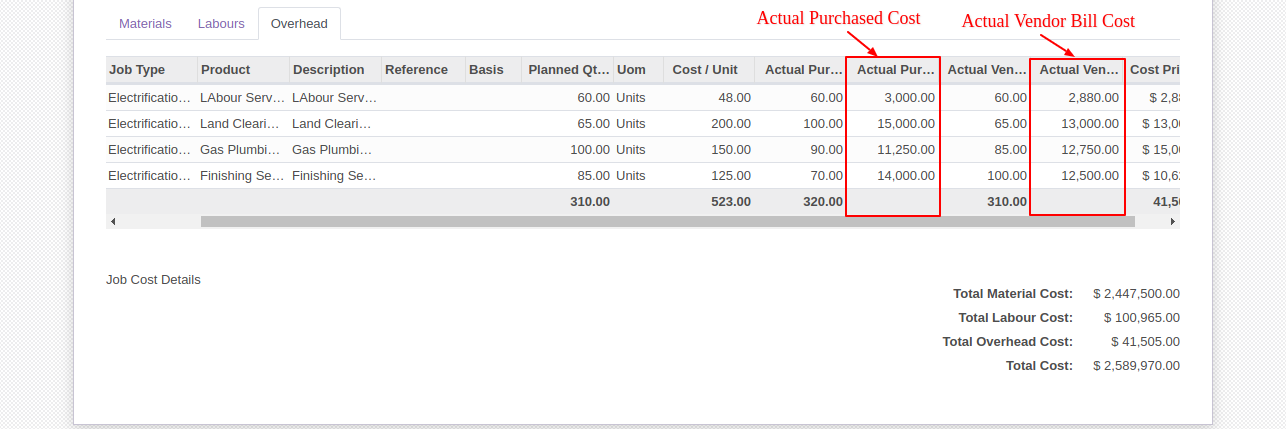 Actual Purchased Cost Actual Vendor Bill Cost
Materials Labours Overhead
Job Type Product Description Reference Basis Planned Qt... Uom Cost / Unit Actual Pur... Actual Pur... Actual Ven... Actual Ven... Cost Pri
Electrificatio... LAbour Serv... LAbour Serv... 60.00 Units 48.00 60.00 3,000.00 60.00 2,880.00 $ 2,88
Electrificatio... Land Cleari... Land Cleari... 65.00 Units 200.00 100.00 15,000.00 65.00 13,000.00 $ 13,00
Electrificatio... Gas Plumbi... Gas Plumbi... 100.00 Units 150.00 90.00 11,250.00 85.00 12,750.00 $ 15,00
Electrificatio... Finishing Se... Finishing Se... 85.00 Units 125.00 70.00 14,000.00 100.00 12,500.00 $ 10,62
310.00 523.00 320.00 310.00 41,50
Job Cost Details
Total Material Cost: $ 2,447,500.00
Total Labour Cost: $ 100,965.00
Total Overhead Cost: $ 41,505.00
Total Cost: $ 2,589,970.00